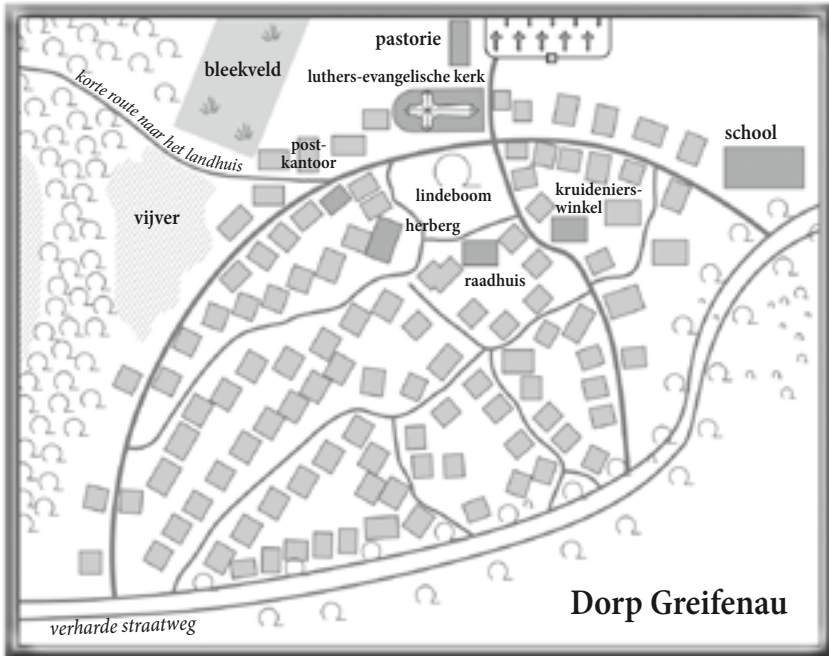 pastorie
bleekveld
luthers-evangelische kerk
korte route naar het landhuis
school
post-
kantoor
lindeboom
kruideniers-
winkel
vijver
herberg
raadhuis
Dorp Greifenau
verharde straatweg